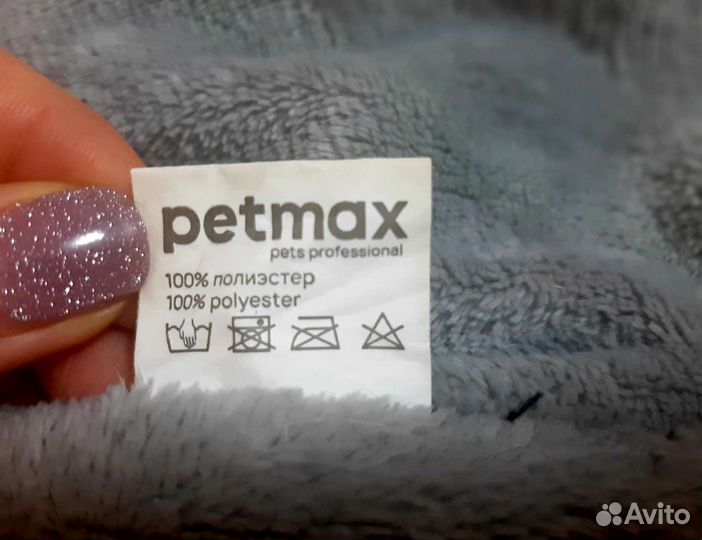 petmax
pets professional
100% полиэстер
100% polyester
Avito